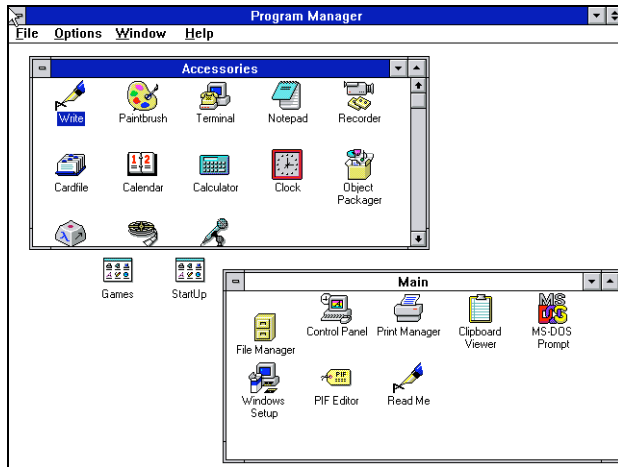 Program Manager
File Options Window Help
Accessories
Write Paintbrush Terminal Notepad Recorder
Cardfile Calendar Calculator Clock Object
Packager
Games StartUp
Main
File Manager Control Panel Print Manager Clipboard Viewer MS-DOS Prompt
Windows Setup PIF Editor Read Me